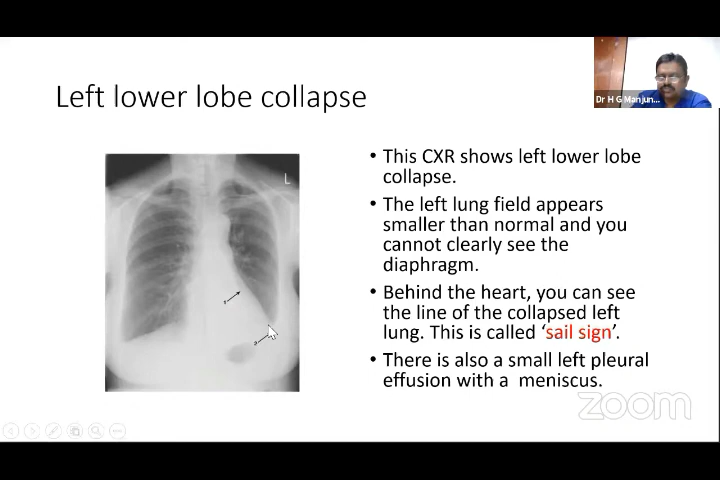 Left lower lobe collapse
Dr H G Manjun...
L
• This CXR shows left lower lobe
collapse.
• The left lung field appears
smaller than normal and you
cannot clearly see the
diaphragm.
• Behind the heart, you can see
the line of the collapsed left
lung. This is called ‘sail sign’.
• There is also a small left pleural
effusion with a meniscus.
zoom